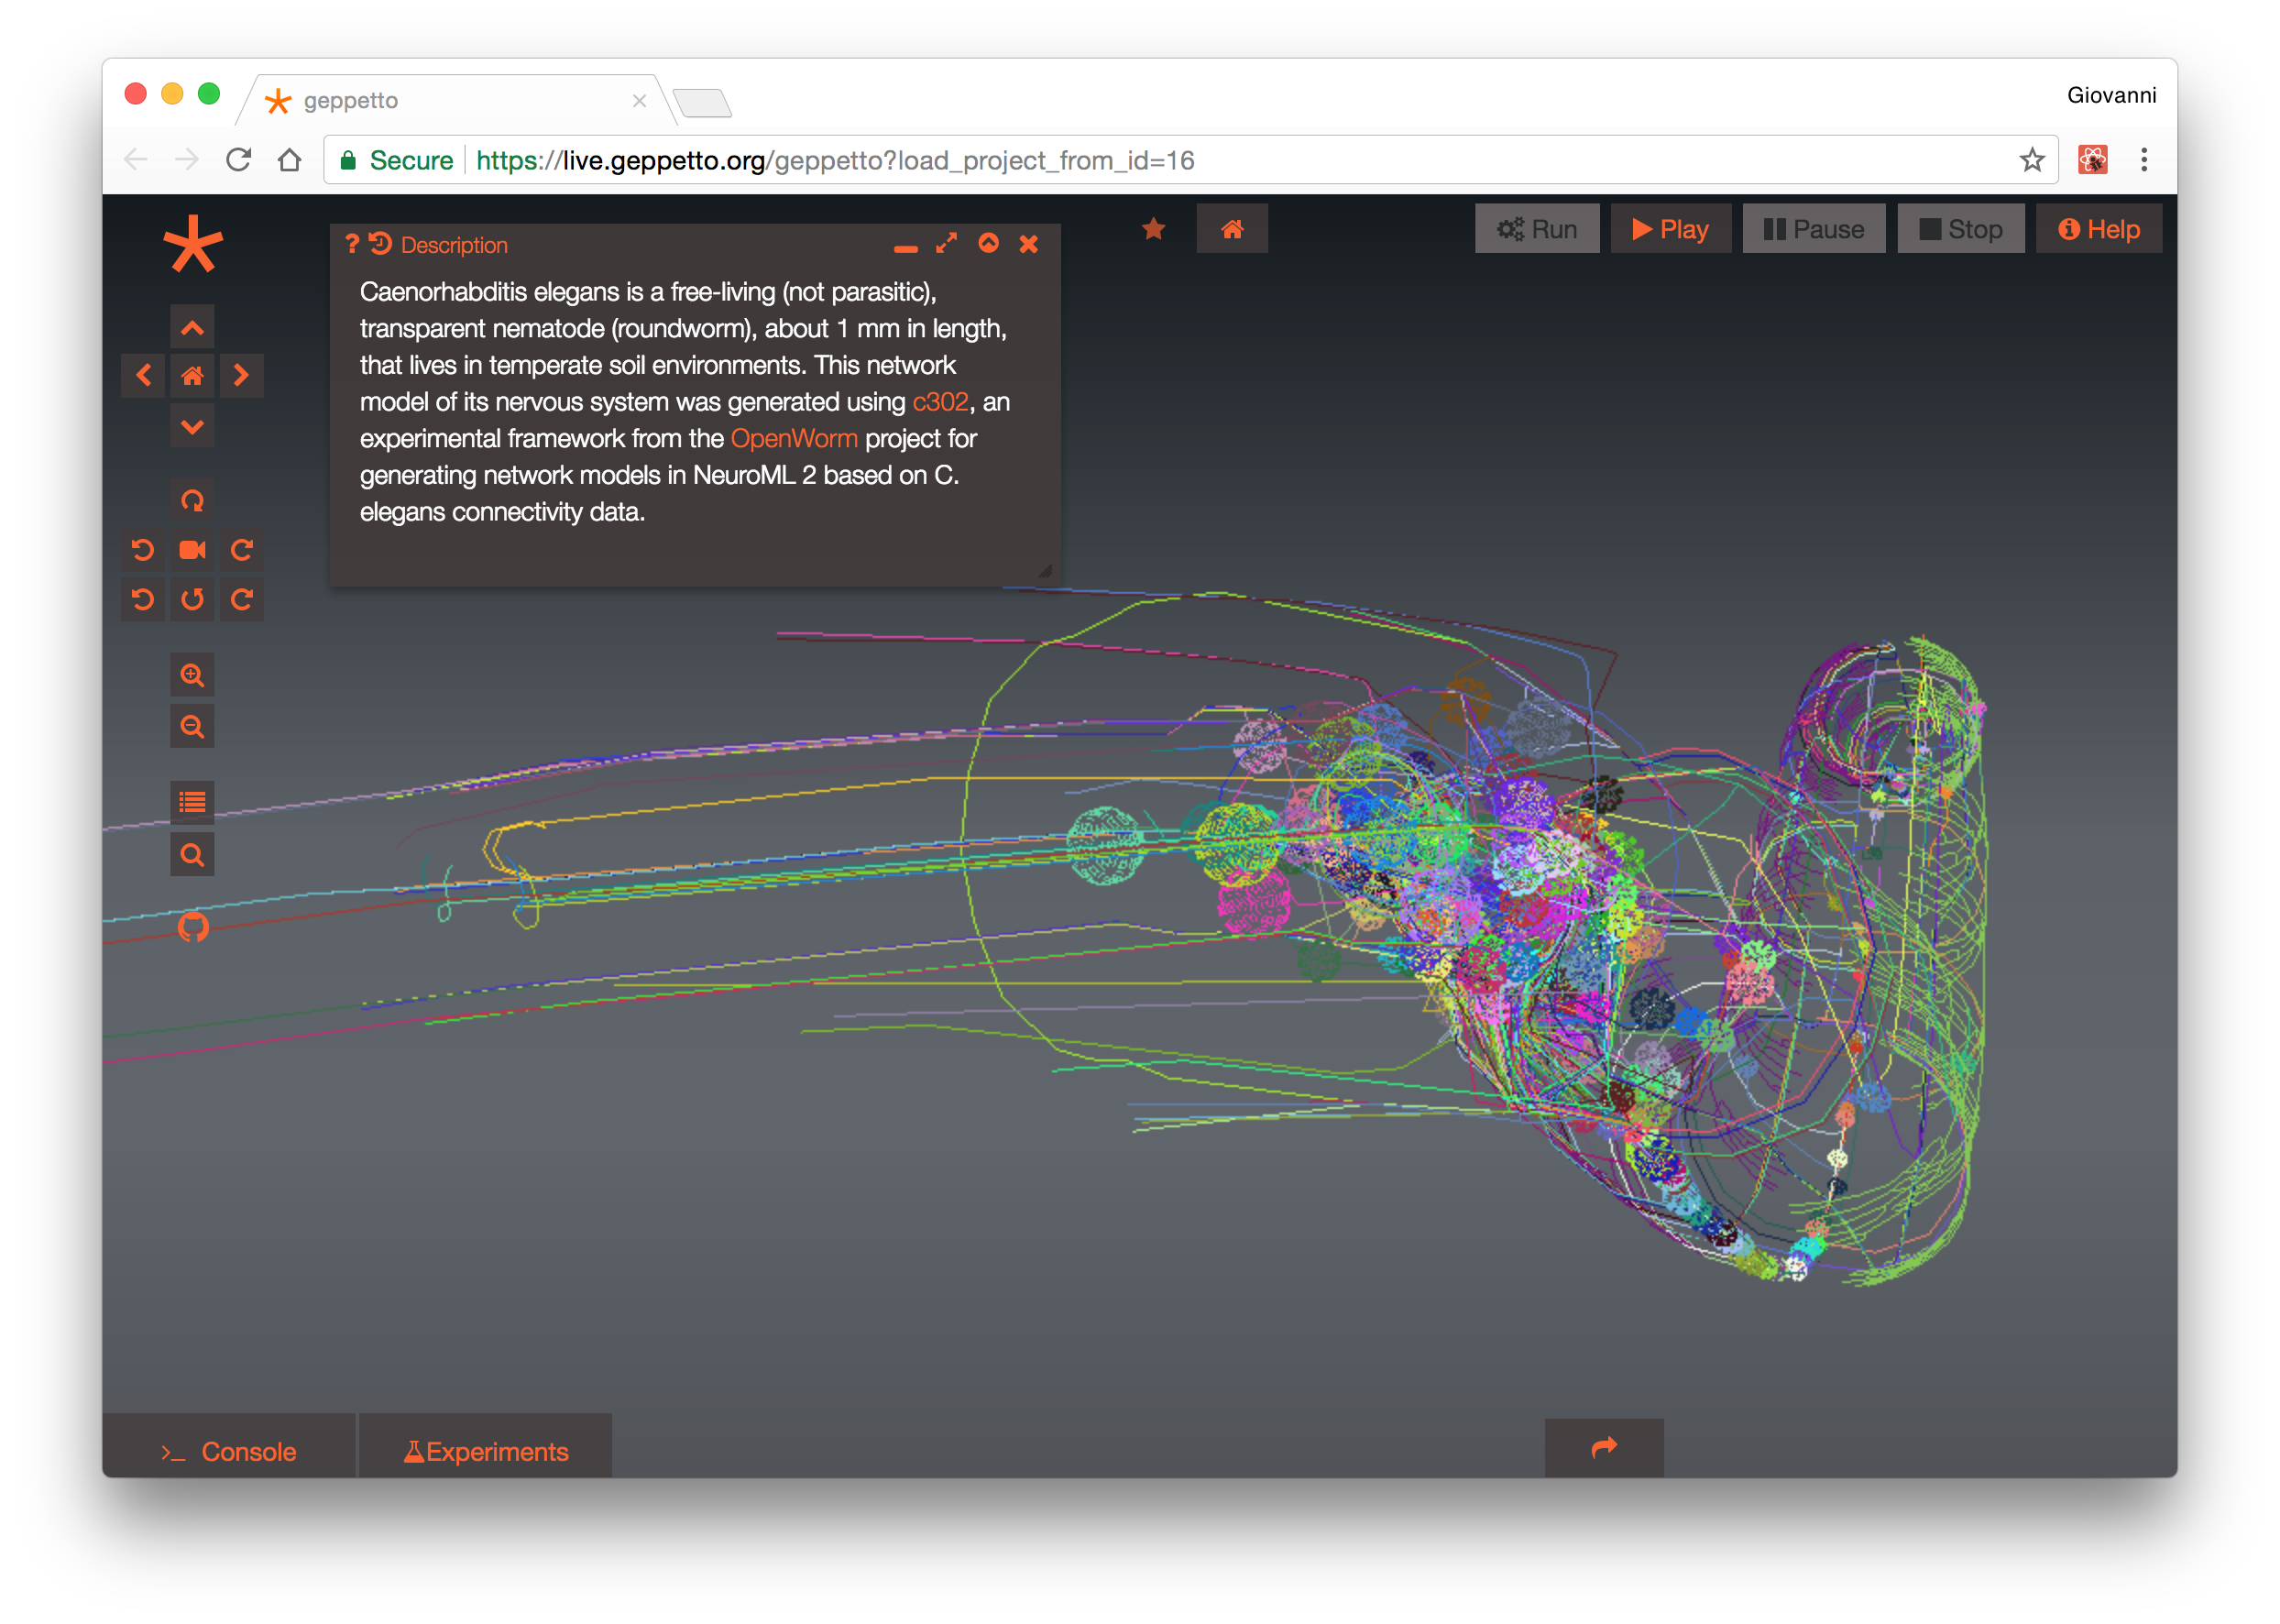 geppetto
Giovanni
Secure https://live.geppetto.org/geppetto?load_project_from_id=16
Description
Run Play Pause Stop Help
Caenorhabditis elegans is a free-living (not parasitic),
transparent nematode (roundworm), about 1 mm in length,
that lives in temperate soil environments. This network
model of its nervous system was generated using c302, an
experimental framework from the OpenWorm project for
generating network models in NeuroML 2 based on C.
elegans connectivity data.
>_ Console Experiments